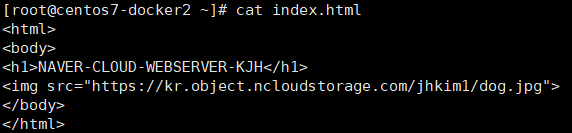 [root@centos7-docker2 ~]# cat index.html
<html>
<body>
<h1>NAVER-CLOUD-WEBSERVER-KJH</h1>
<img src="https://kr.object.ncloudstorage.com/jhkim1/dog.jpg">
</body>
</html>